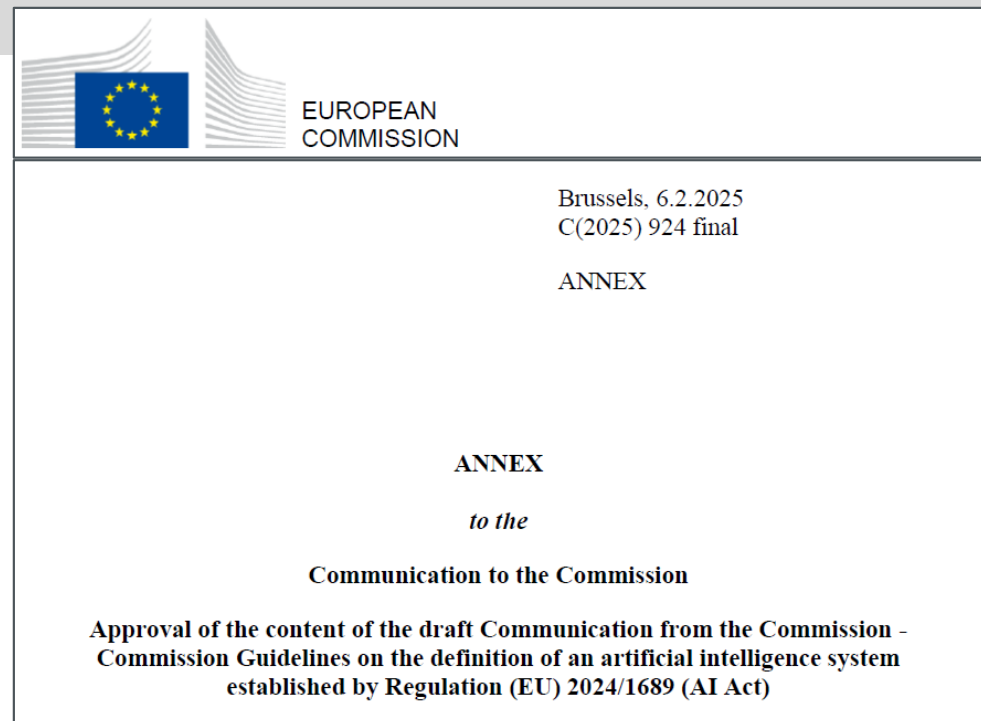 EUROPEAN
COMMISSION
Brussels, 6.2.2025
C(2025) 924 final
ANNEX
ANNEX
to the
Communication to the Commission
Approval of the content of the draft Communication from the Commission -
Commission Guidelines on the definition of an artificial intelligence system
established by Regulation (EU) 2024/1689 (AI Act)